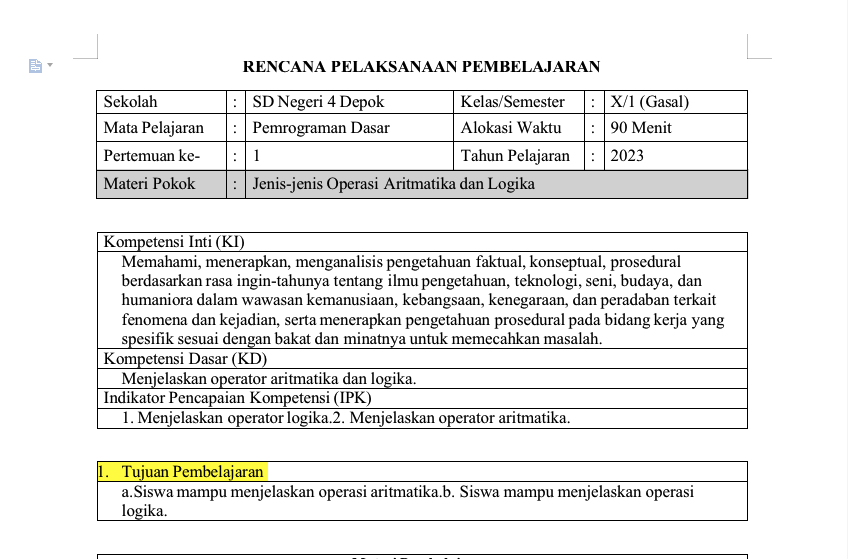 RENCANA PELAKSANAAN PEMBELAJARAN
Sekolah : SD Negeri 4 Depok Kelas/Semester : X/1 (Gasal)
Mata Pelajaran : Pemrograman Dasar Alokasi Waktu : 90 Menit
Pertemuan ke- : 1 Tahun Pelajaran : 2023
Materi Pokok : Jenis-jenis Operasi Aritmatika dan Logika
Kompetensi Inti (KI)
Memahami, menerapkan, menganalisis pengetahuan faktual, konseptual, prosedural
berdasarkan rasa ingin-tahunya tentang ilmu pengetahuan, teknologi, seni, budaya, dan
humaniora dalam wawasan kemanusiaan, kebangsaan, kenegaraan, dan peradaban terkait
fenomena dan kejadian, serta menerapkan pengetahuan prosedural pada bidang kerja yang
spesifik sesuai dengan bakat dan minatnya untuk memecahkan masalah.
Kompetensi Dasar (KD)
Menjelaskan operator aritmatika dan logika.
Indikator Pencapaian Kompetensi (IPK)
1. Menjelaskan operator logika.2. Menjelaskan operator aritmatika.
1. Tujuan Pembelajaran
a.Siswa mampu menjelaskan operasi aritmatika.b. Siswa mampu menjelaskan operasi
logika.